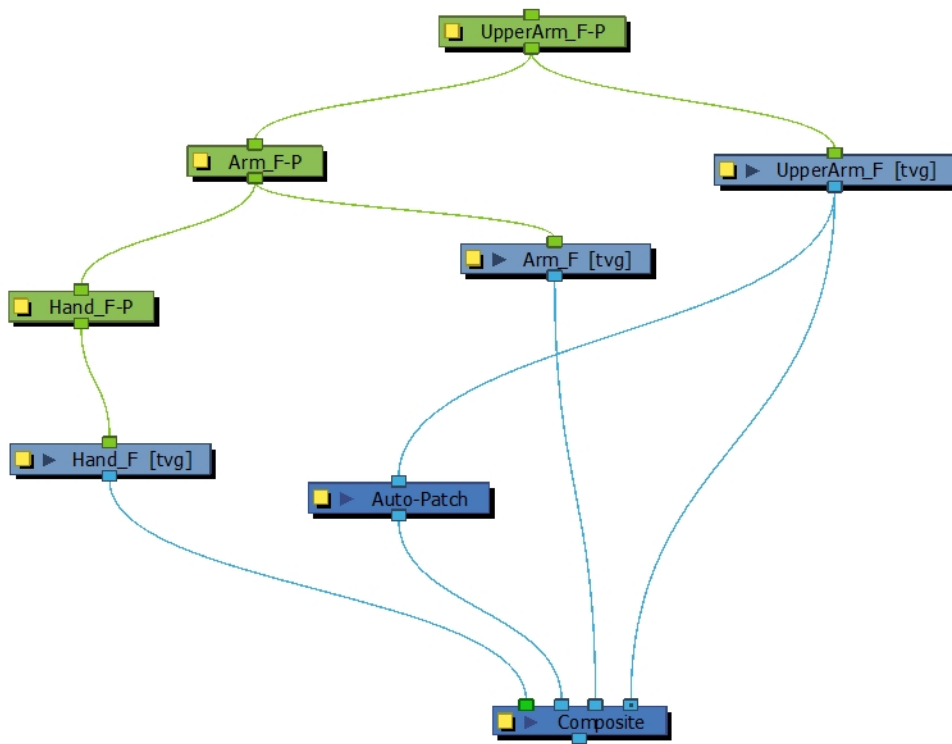 UpperArm_F-P
Arm_F-P
UpperArm_F [tvg]
Arm_F [tvg]
Hand_F-P
Hand_F [tvg]
Auto-Patch
Composite